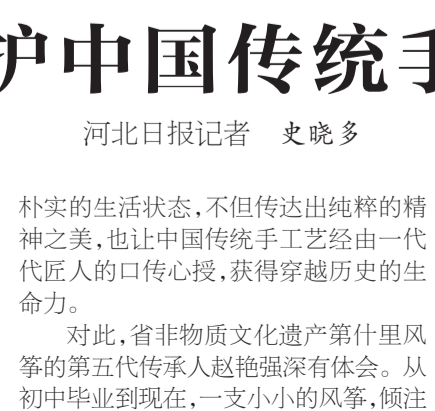 护中国传统手
河北日报记者 史晓多
朴实的生活状态,不但传达出纯粹的精
神之美,也让中国传统手工艺经由一代
代匠人的口传心授,获得穿越历史的生
命力。
对此,省非物质文化遗产第什里风
筝的第五代传承人赵艳强深有体会。从
初中毕业到现在,一支小小的风筝,倾注